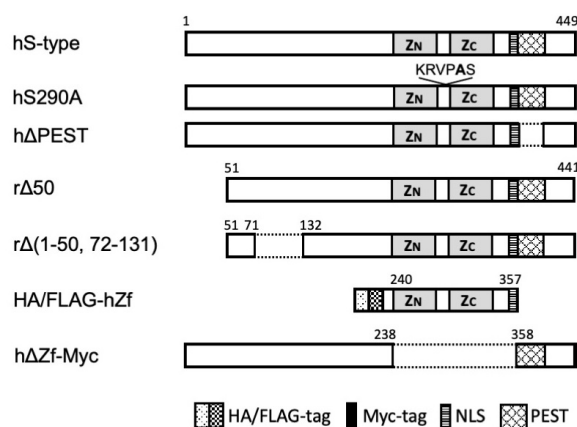 1 449
hS-type ZN ZC
KRVPAS
hS290A ZN ZC
hΔPEST ZN ZC
51 441
rΔ50 ZN ZC
51 71 132
rΔ(1-50, 72-131) ZN ZC
240 357
HA/FLAG-hZf ZN ZC
238 358
hΔZf-Myc
HA/FLAG-tag Myc-tag NLS PEST